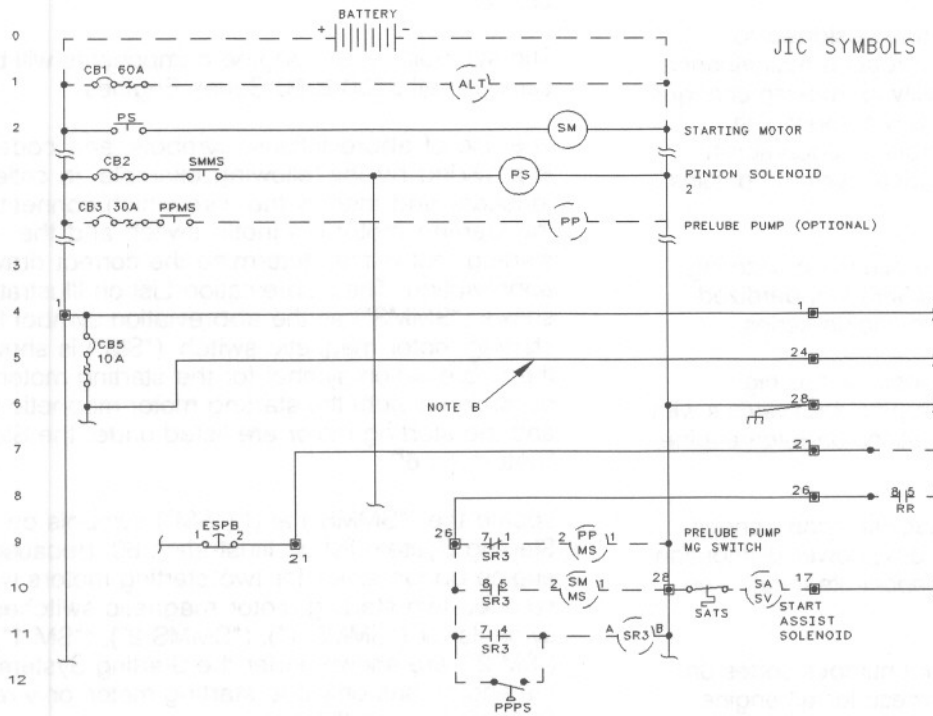 BATTERY
+ -
JIC SYMBOLS
0
CB1 60A
ALT
1
PS
SM
2
STARTING MOTOR
CB2
SMMS
PS
PINION SOLENOID
2
CB3 30A
PPMS
PP
PRELUBE PUMP (OPTIONAL)
3
1
4
1
CB5
10A
5
24
NOTE B
6
28
7
21
8
26
8 5
RR
ESPB
1 2
21
26
9
7 1
SR3
2 PP 1
MS
PRELUBE PUMP
MG SWITCH
10
8 5
SR3
2 SM 1
MS
28
SATS
SA
SV
17
START
ASSIST
SOLENOID
11
7 4
SR3
A SR3 B
12
PPPS